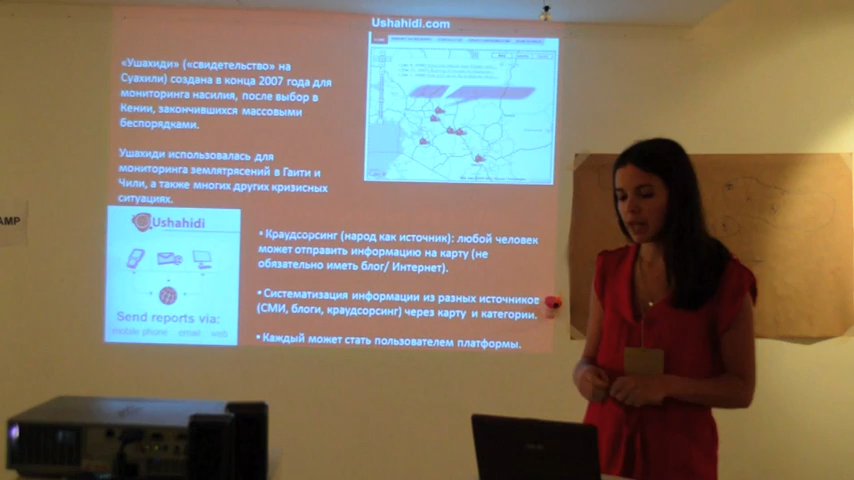 Ushahidi.com
«Ушахиди» («свидетельство» на
Суахили) создана в конца 2007 года для
мониторинга насилия, после выбор в
Кении, закончившихся массовыми
беспорядками.
Ушахиди использовалась для
мониторинга землятрясений в Гаити и
Чили, а также многих других кризисных
ситуациях.
AMP
Ushahidi
Send reports via:
mobile phone email web
• Краудсорсинг (народ как источник): любой человек
может отправить информацию на карту (не
обязательно иметь блог/ Интернет).
• Систематизация информации из разных источников
(СМИ, блоги, краудсорсинг) через карту и категории.
• Каждый может стать пользователем платформы.